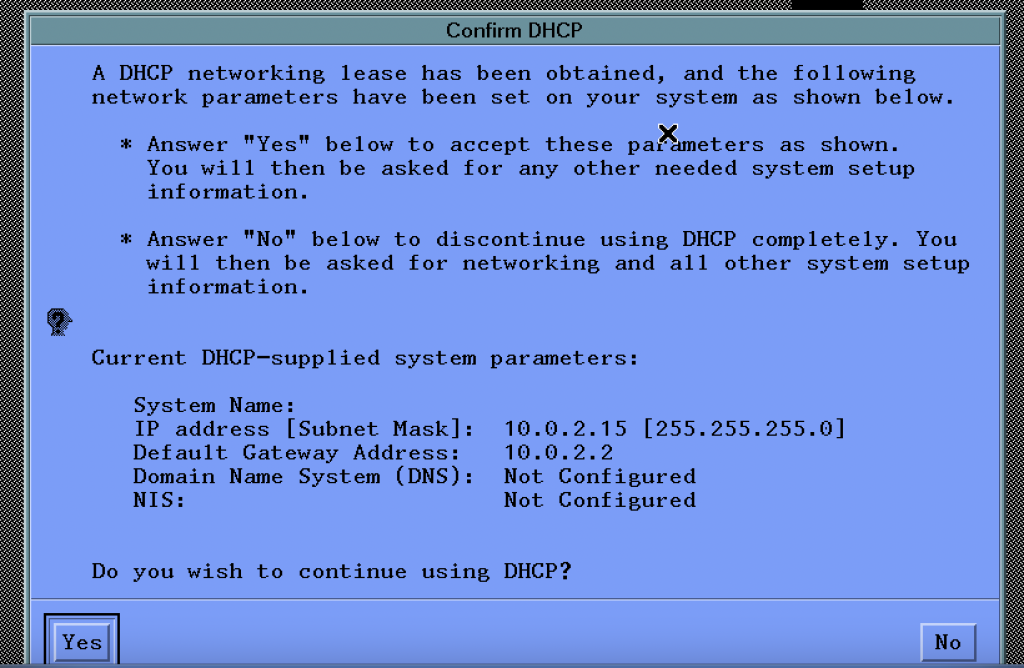 Confirm DHCP
A DHCP networking lease has been obtained, and the following
network parameters have been set on your system as shown below.
* Answer "Yes" below to accept these parameters as shown.
You will then be asked for any other needed system setup
information.
* Answer "No" below to discontinue using DHCP completely. You
will then be asked for networking and all other system setup
information.
?
Current DHCP-supplied system parameters:
System Name:
IP address [Subnet Mask]: 10.0.2.15 [255.255.255.0]
Default Gateway Address: 10.0.2.2
Domain Name System (DNS): Not Configured
NIS: Not Configured
Do you wish to continue using DHCP?
Yes No